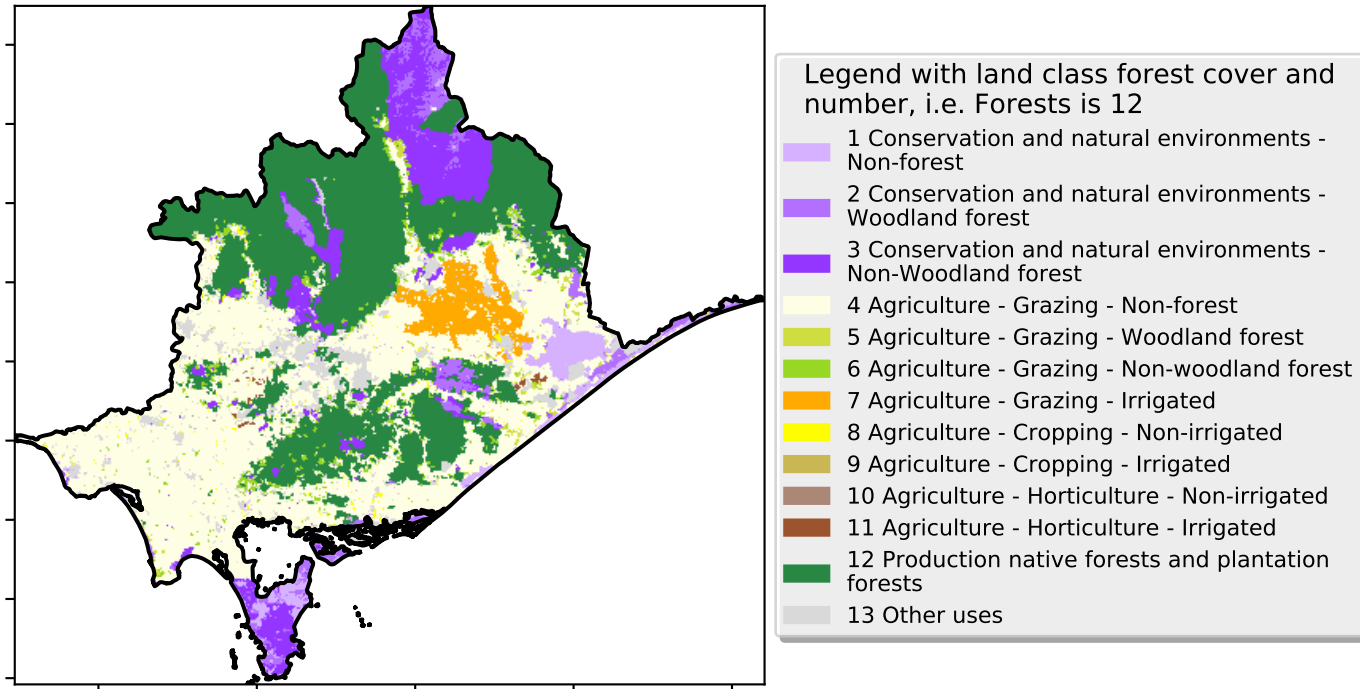 Legend with land class forest cover and
number, i.e. Forests is 12
1 Conservation and natural environments -
Non-forest
2 Conservation and natural environments -
Woodland forest
3 Conservation and natural environments -
Non-Woodland forest
4 Agriculture - Grazing - Non-forest
5 Agriculture - Grazing - Woodland forest
6 Agriculture - Grazing - Non-woodland forest
7 Agriculture - Grazing - Irrigated
8 Agriculture - Cropping - Non-irrigated
9 Agriculture - Cropping - Irrigated
10 Agriculture - Horticulture - Non-irrigated
11 Agriculture - Horticulture - Irrigated
12 Production native forests and plantation
forests
13 Other uses